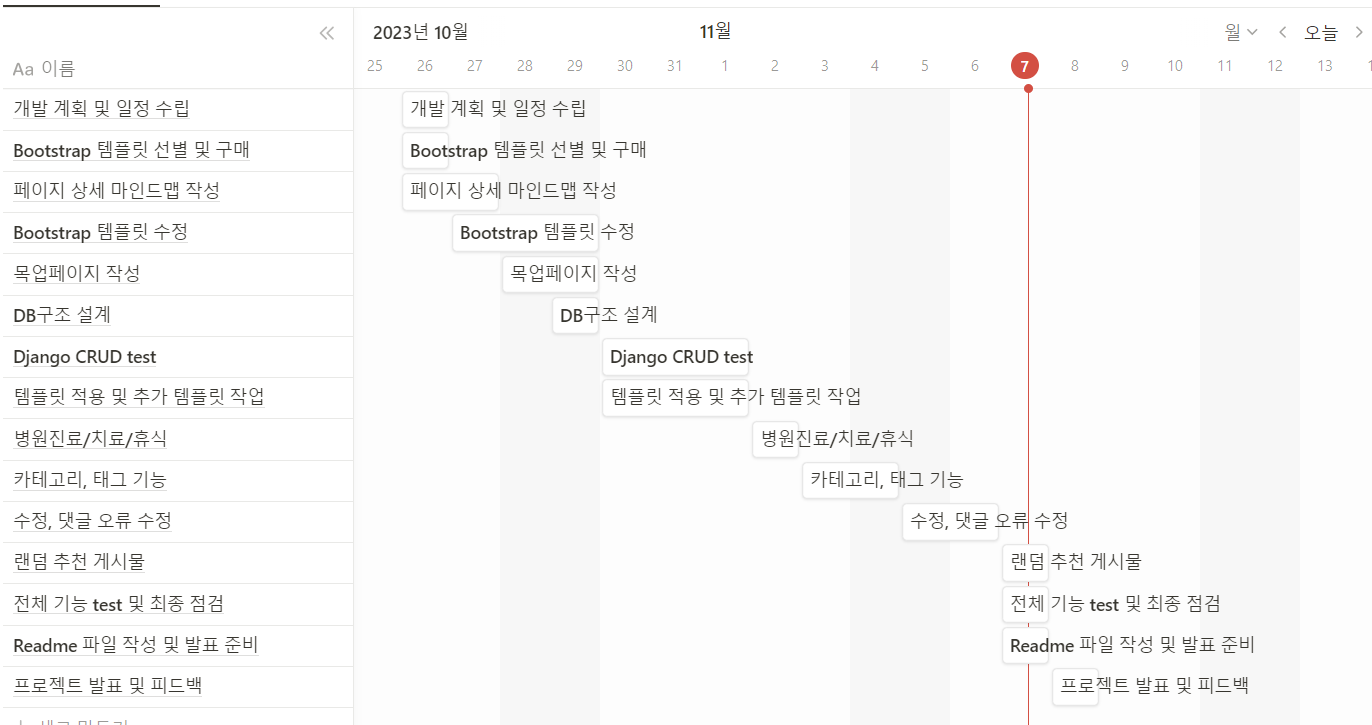 2023년 10월 11월 월 오늘
Aa 이름 25 26 27 28 29 30 31 1 2 3 4 5 6 7 8 9 10 11 12 13
개발 계획 및 일정 수립 개발 계획 및 일정 수립
Bootstrap 템플릿 선별 및 구매 Bootstrap 템플릿 선별 및 구매
페이지 상세 마인드맵 작성 페이지 상세 마인드맵 작성
Bootstrap 템플릿 수정 Bootstrap 템플릿 수정
목업페이지 작성 목업페이지 작성
DB구조 설계 DB구조 설계
Django CRUD test Django CRUD test
템플릿 적용 및 추가 템플릿 작업 템플릿 적용 및 추가 템플릿 작업
병원진료/치료/휴식 병원진료/치료/휴식
카테고리, 태그 기능 카테고리, 태그 기능
수정, 댓글 오류 수정 수정, 댓글 오류 수정
랜덤 추천 게시물 랜덤 추천 게시물
전체 기능 test 및 최종 점검 전체 기능 test 및 최종 점검
Readme 파일 작성 및 발표 준비 Readme 파일 작성 및 발표 준비
프로젝트 발표 및 피드백 프로젝트 발표 및 피드백